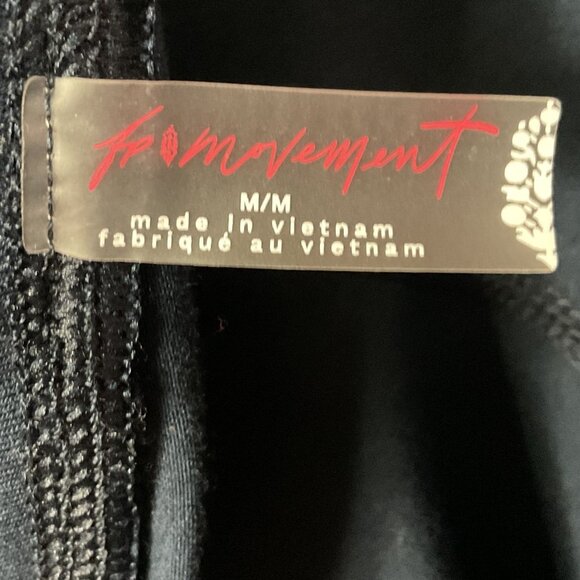 fp movement
M/M
made in vietnam
fabriqué au vietnam